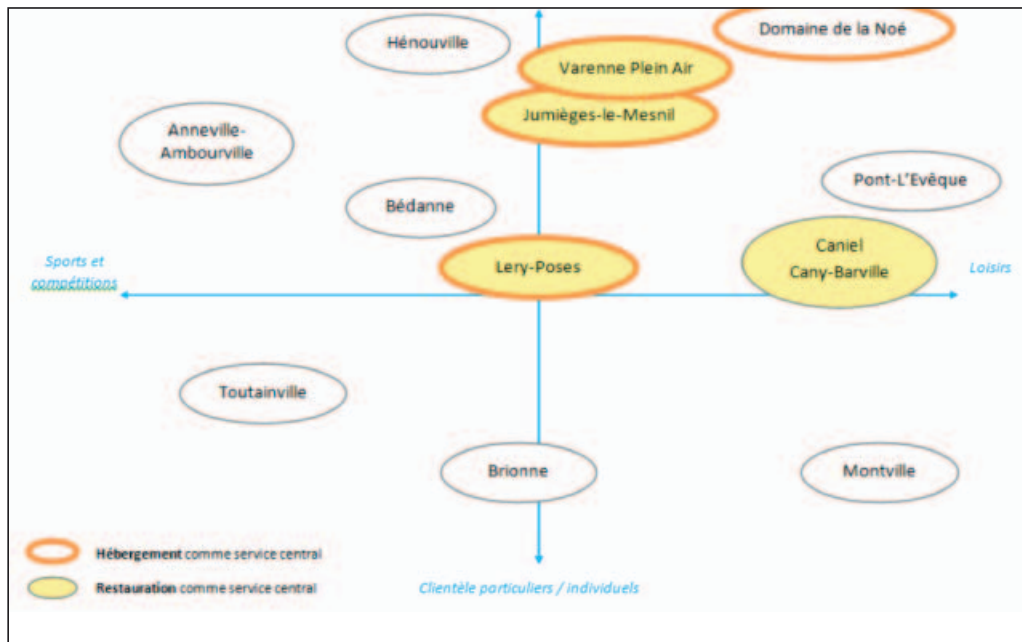 Domaine de la Noé
Hénouville
Varenne Plein Air
Jumièges-le-Mesnil
Anneville-
Ambourville
Pont-L'Evêque
Bédanne
Caniel
Cany-Barville
Lery-Poses
Sports et
compétitions
Loisirs
Toutainville
Brionne
Montville
Hébergement comme service central
Restauration comme service central
Clientèle particuliers / individuels